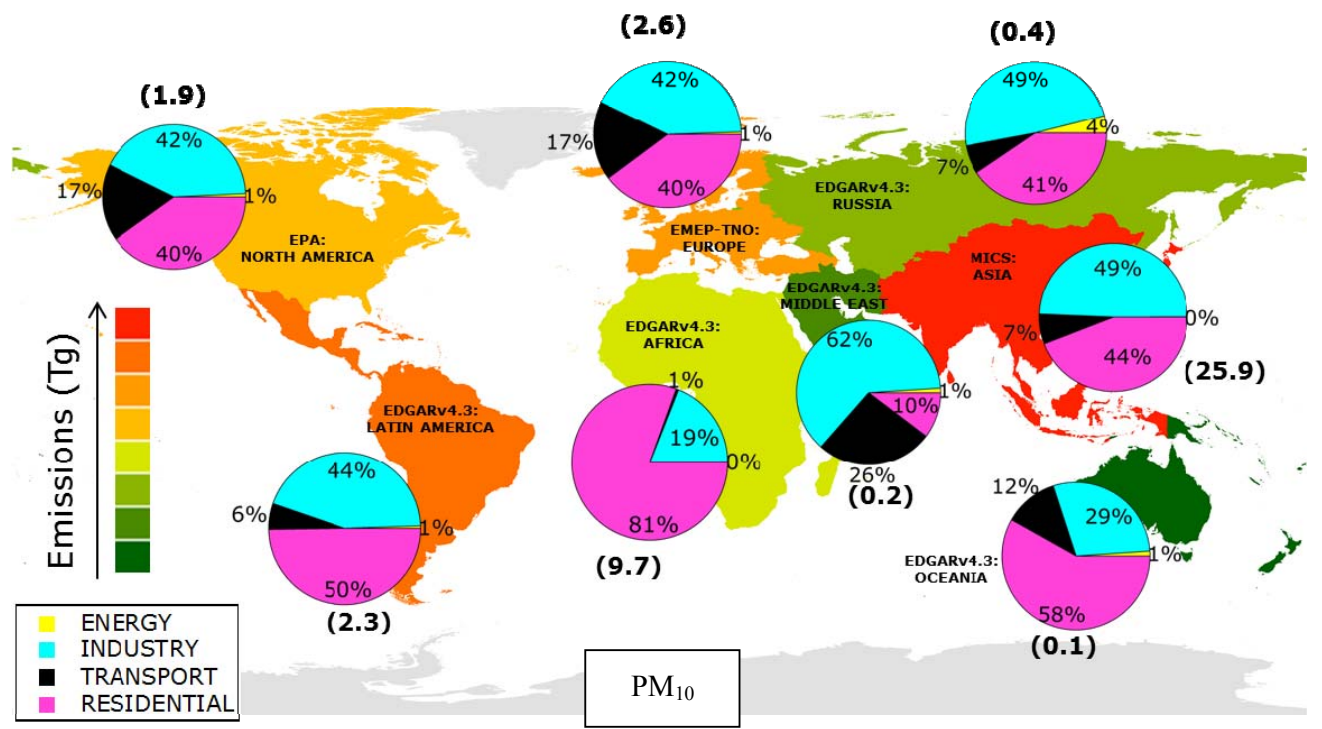 (2.6)
(0.4)
(1.9)
42%
17%
1%
40%
42%
17%
1%
40%
49%
4%
7%
41%
EPA:
NORTH AMERICA
EMEP-TNO:
EUROPE
EDGARv4.3:
RUSSIA
MICS:
ASIA
49%
0%
7%
44%
(25.9)
EDGARv4.3:
MIDDLE EAST
62%
1%
10%
26%
(0.2)
EDGARv4.3:
AFRICA
1%
19%
0%
81%
(9.7)
EDGARv4.3:
LATIN AMERICA
44%
6%
1%
50%
(2.3)
12%
29%
1%
58%
(0.1)
EDGARv4.3:
OCEANIA
Emissions (Tg)
ENERGY
INDUSTRY
TRANSPORT
RESIDENTIAL
PM₁₀